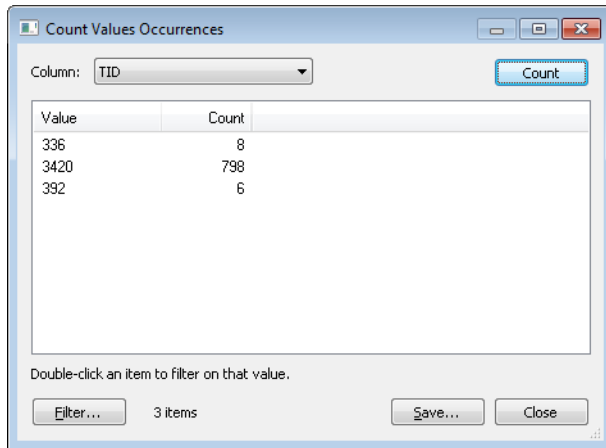 Count Values Occurrences
Column: TID Count
Value Count
336 8
3420 798
392 6
Double-click an item to filter on that value.
Filter... 3 items Save... Close